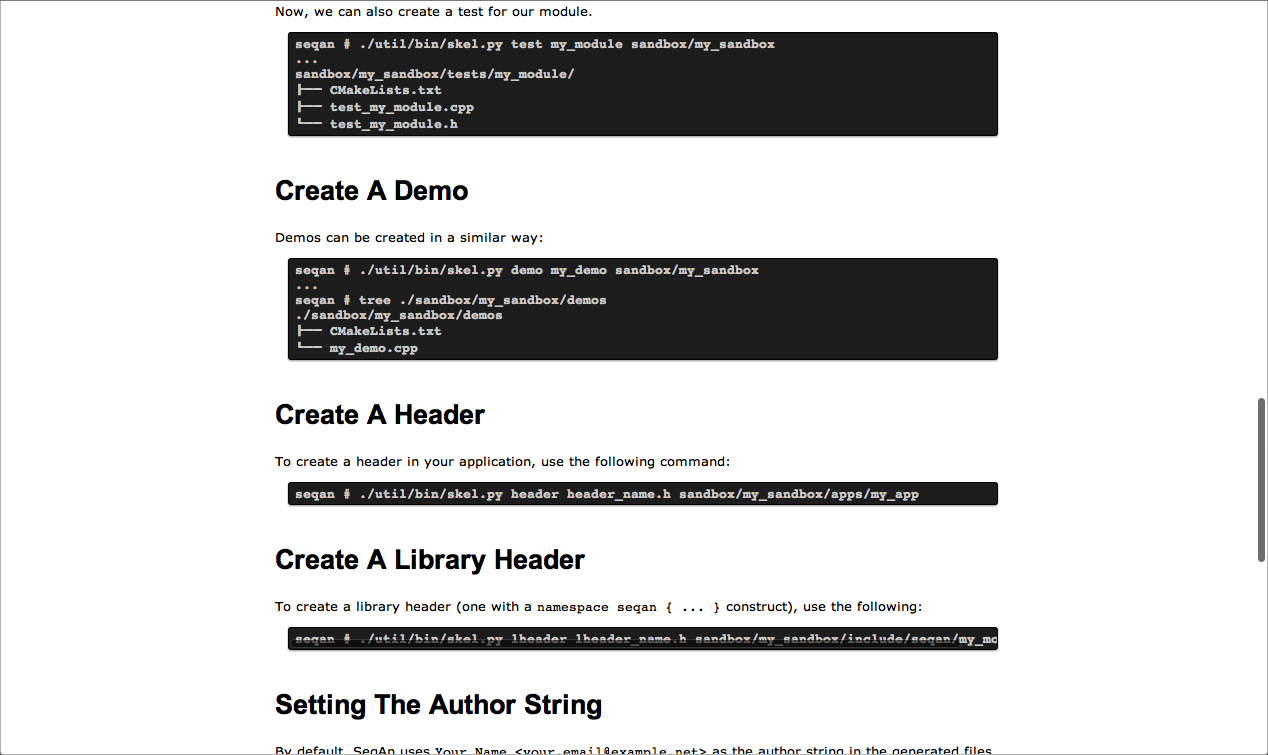 Now, we can also create a test for our module.
seqan # ./util/bin/skel.py test my_module sandbox/my_sandbox
...
sandbox/my_sandbox/tests/my_module/
├── CMakeLists.txt
├── test_my_module.cpp
└── test_my_module.h
Create A Demo
Demos can be created in a similar way:
seqan # ./util/bin/skel.py demo my_demo sandbox/my_sandbox
...
seqan # tree ./sandbox/my_sandbox/demos
./sandbox/my_sandbox/demos
├── CMakeLists.txt
└── my_demo.cpp
Create A Header
To create a header in your application, use the following command:
seqan # ./util/bin/skel.py header header_name.h sandbox/my_sandbox/apps/my_app
Create A Library Header
To create a library header (one with a namespace seqan { ... } construct), use the following:
seqan # ./util/bin/skel.py lheader lheader_name.h sandbox/my_sandbox/include/seqan/my_mo
Setting The Author String
By default, SeqAn uses Your Name <your.email@example.net> as the author string in the generated files.